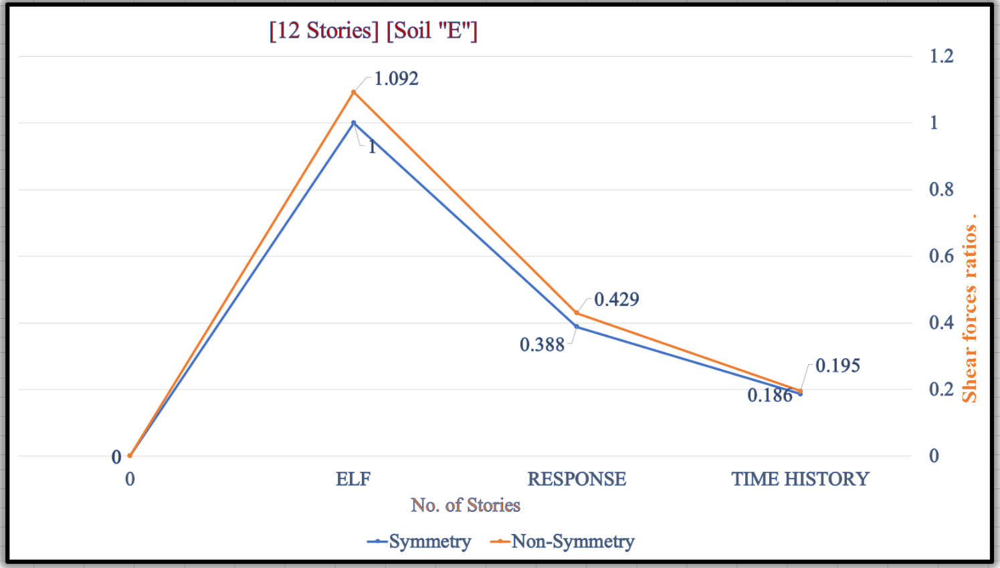 [12 Stories] [Soil "E"]
1.2
1
0.8
0.6
0.4
0.2
0
Shear forces ratios .
1.092
1
0.429
0.388
0.195
0.186
0
0 ELF RESPONSE TIME HISTORY
No. of Stories
Symmetry Non-Symmetry